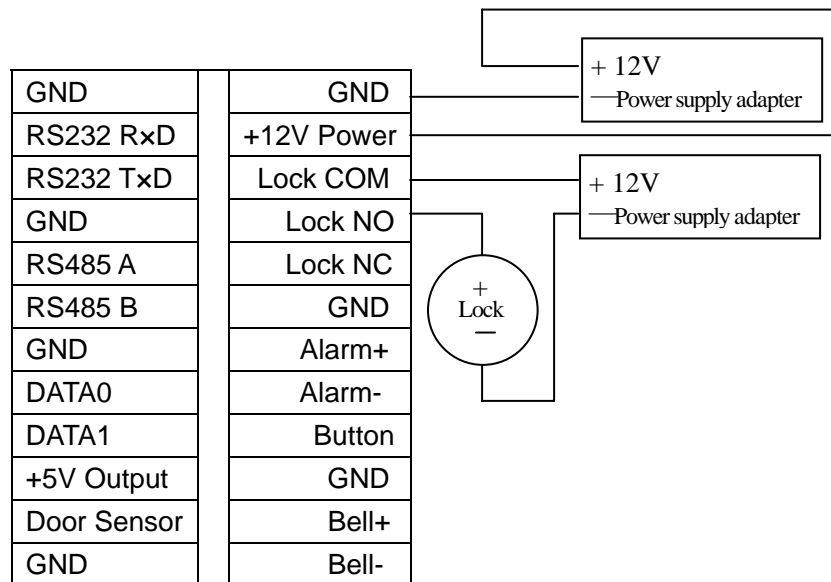 + 12V
—Power supply adapter
GND GND
RS232 R×D +12V Power
RS232 T×D Lock COM
+ 12V
GND Lock NO
—Power supply adapter
RS485 A Lock NC
RS485 B GND
+
Lock
—
GND Alarm+
DATA0 Alarm-
DATA1 Button
+5V Output GND
Door Sensor Bell+
GND Bell-